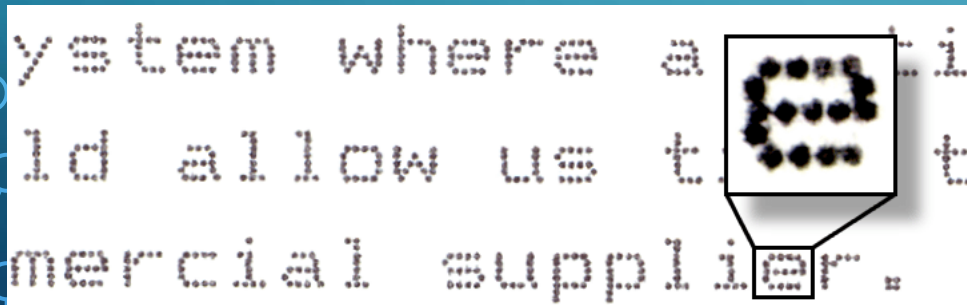 ystem where a
ld allow us
mercial supplier.